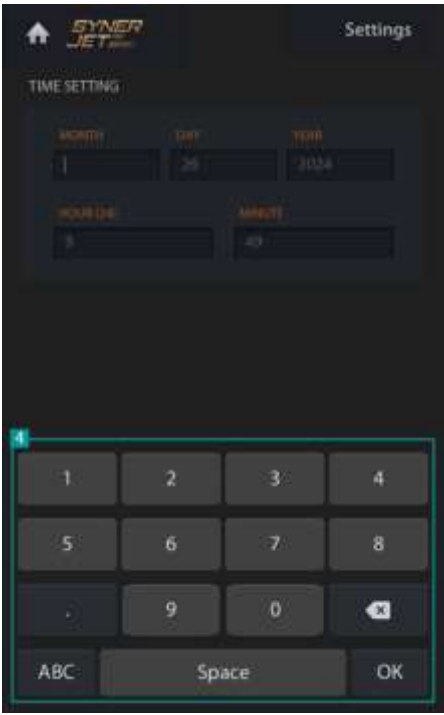 SYNER
JET
Settings
TIME SETTING
MONTH DAY YEAR
26 2024
HOUR (24) MINUTE
9 49
4
1 2 3 4
5 6 7 8
. 9 0
ABC Space OK